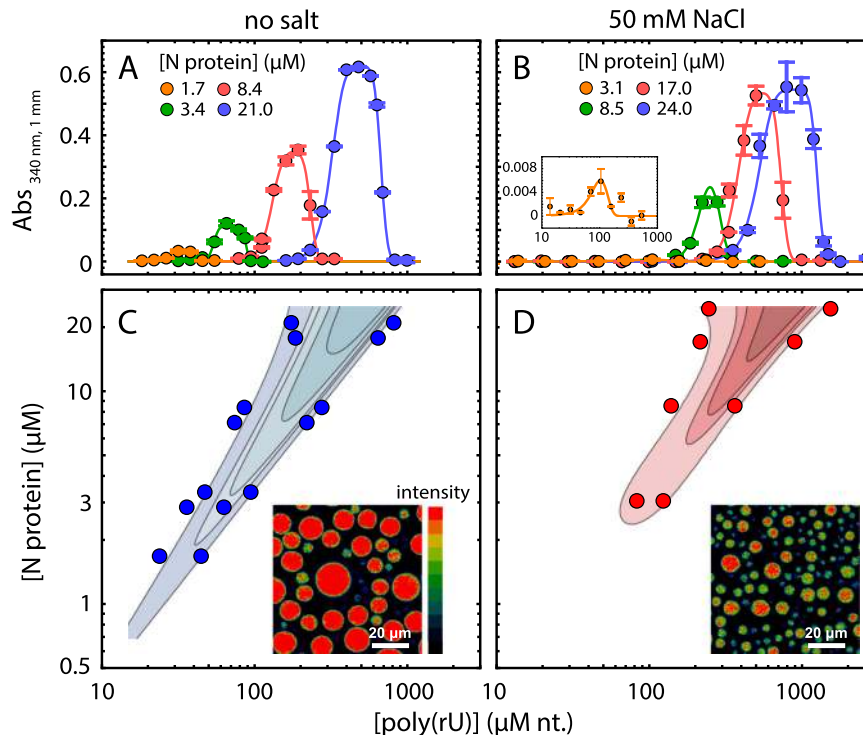 no salt
50 mM NaCl
A
[N protein] (µM)
1.7
8.4
3.4
21.0
B
[N protein] (µM)
3.1
17.0
8.5
24.0
Abs 340 nm, 1 mm
0.6
0.4
0.2
0
0.008
0.004
0
10
100
1000
C
D
[N protein] (µM)
20
10
3
1
0.5
intensity
20 µm
20 µm
10
100
1000
100
1000
[poly(rU)] (µM nt.)